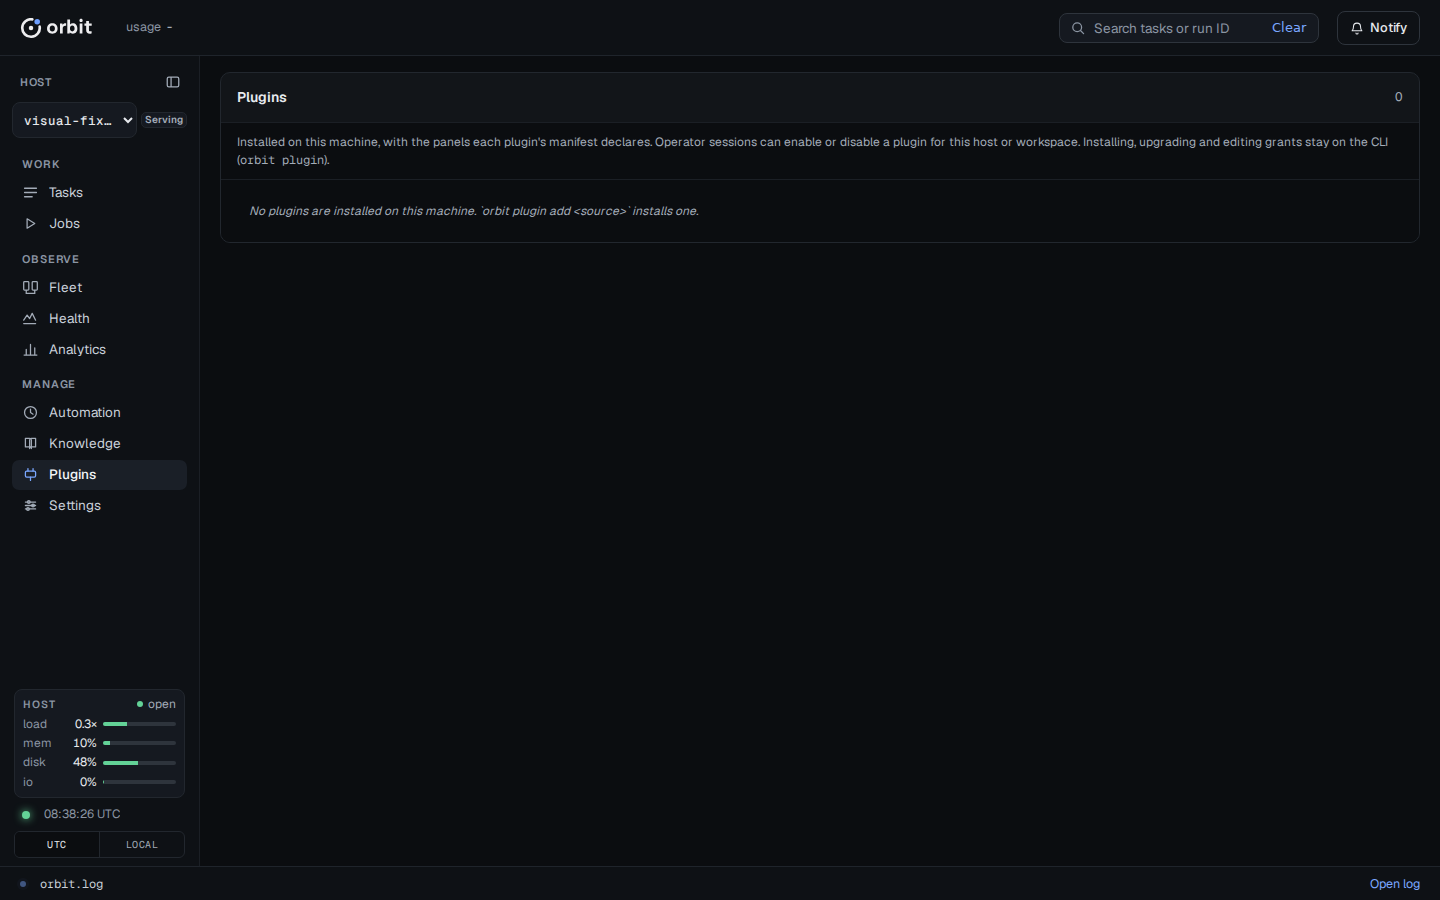 orbit
usage -
Search tasks or run ID
Clear
Notify
HOST
visual-fix…
Serving
WORK
Tasks
Jobs
OBSERVE
Fleet
Health
Analytics
MANAGE
Automation
Knowledge
Plugins
Settings
HOST
open
load 0.3×
mem 10%
disk 48%
io 0%
08:38:26 UTC
UTC
LOCAL
Plugins
0
Installed on this machine, with the panels each plugin's manifest declares. Operator sessions can enable or disable a plugin for this host or workspace. Installing, upgrading and editing grants stay on the CLI
(orbit plugin).
No plugins are installed on this machine. `orbit plugin add <source>` installs one.
orbit.log
Open log